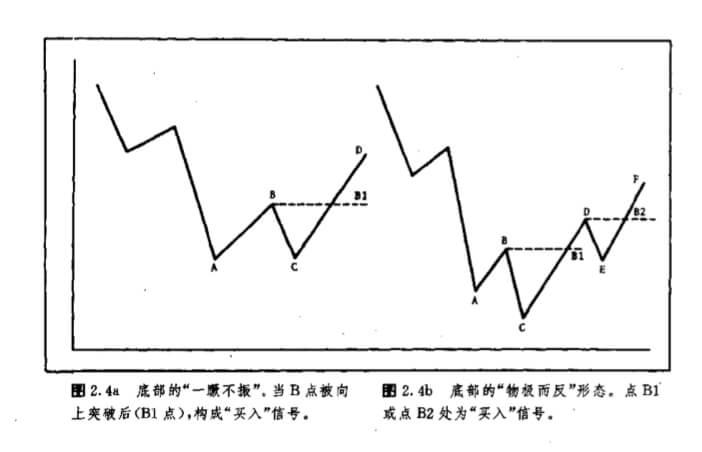 D
B
B1
A
C
F
D
B2
B
B1
E
A
C
图 2.4a 底部的“一蹶不振”。当 B 点被向
上突破后(B1 点),构成“买入”信号。
图 2.4b 底部的“物极而反”形态。点 B1
或点 B2 处为“买入”信号。